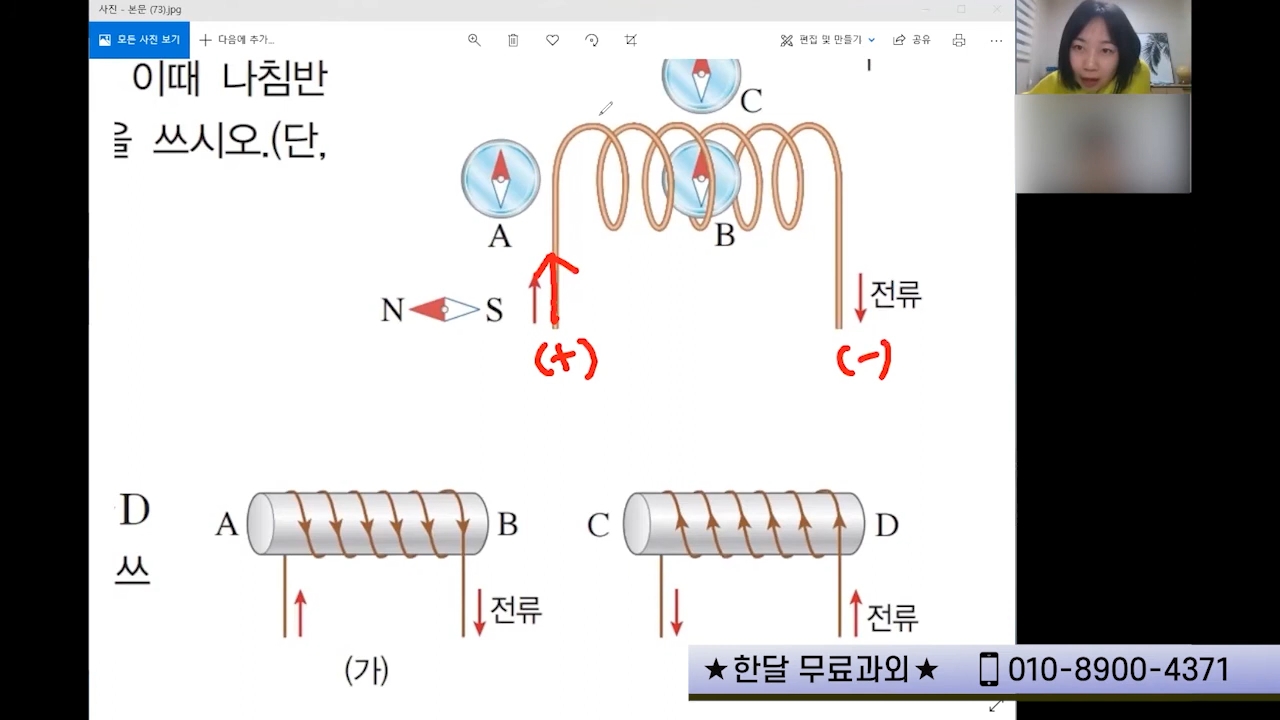 사진 - 본문 (73).jpg
모든 사진 보기
다음에 추가...
편집 및 만들기
공유
이때 나침반
을 쓰시오.(단,
C
A
B
N
S
전류
(+)
(-)
D
쓰
A
B
C
D
전류
전류
(가)
★한달 무료과외★ 010-8900-4371